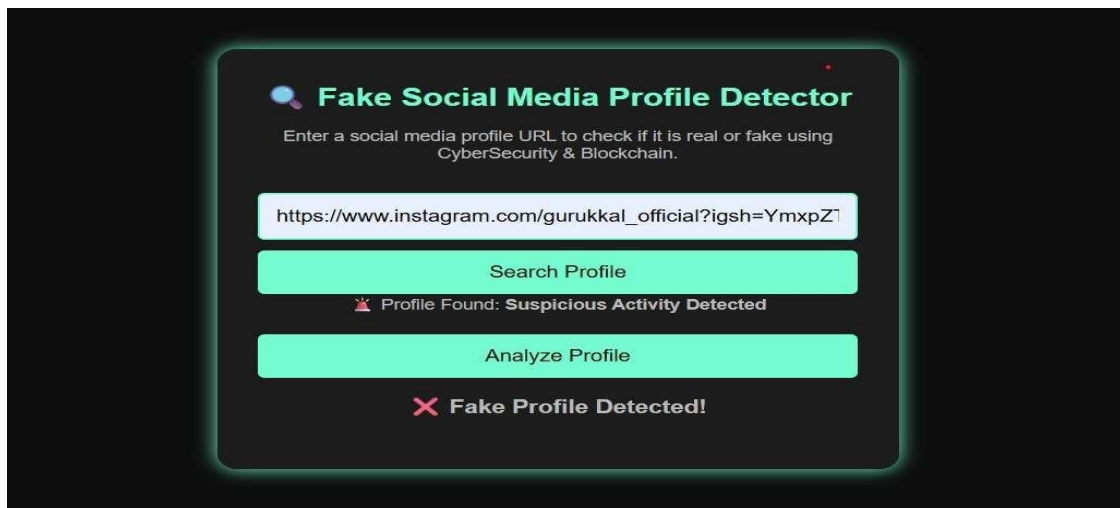 Fake Social Media Profile Detector
Enter a social media profile URL to check if it is real or fake using
CyberSecurity & Blockchain.
https://www.instagram.com/gurukkal_official?igsh=YmxpZT
Search Profile
Profile Found: Suspicious Activity Detected
Analyze Profile
Fake Profile Detected!